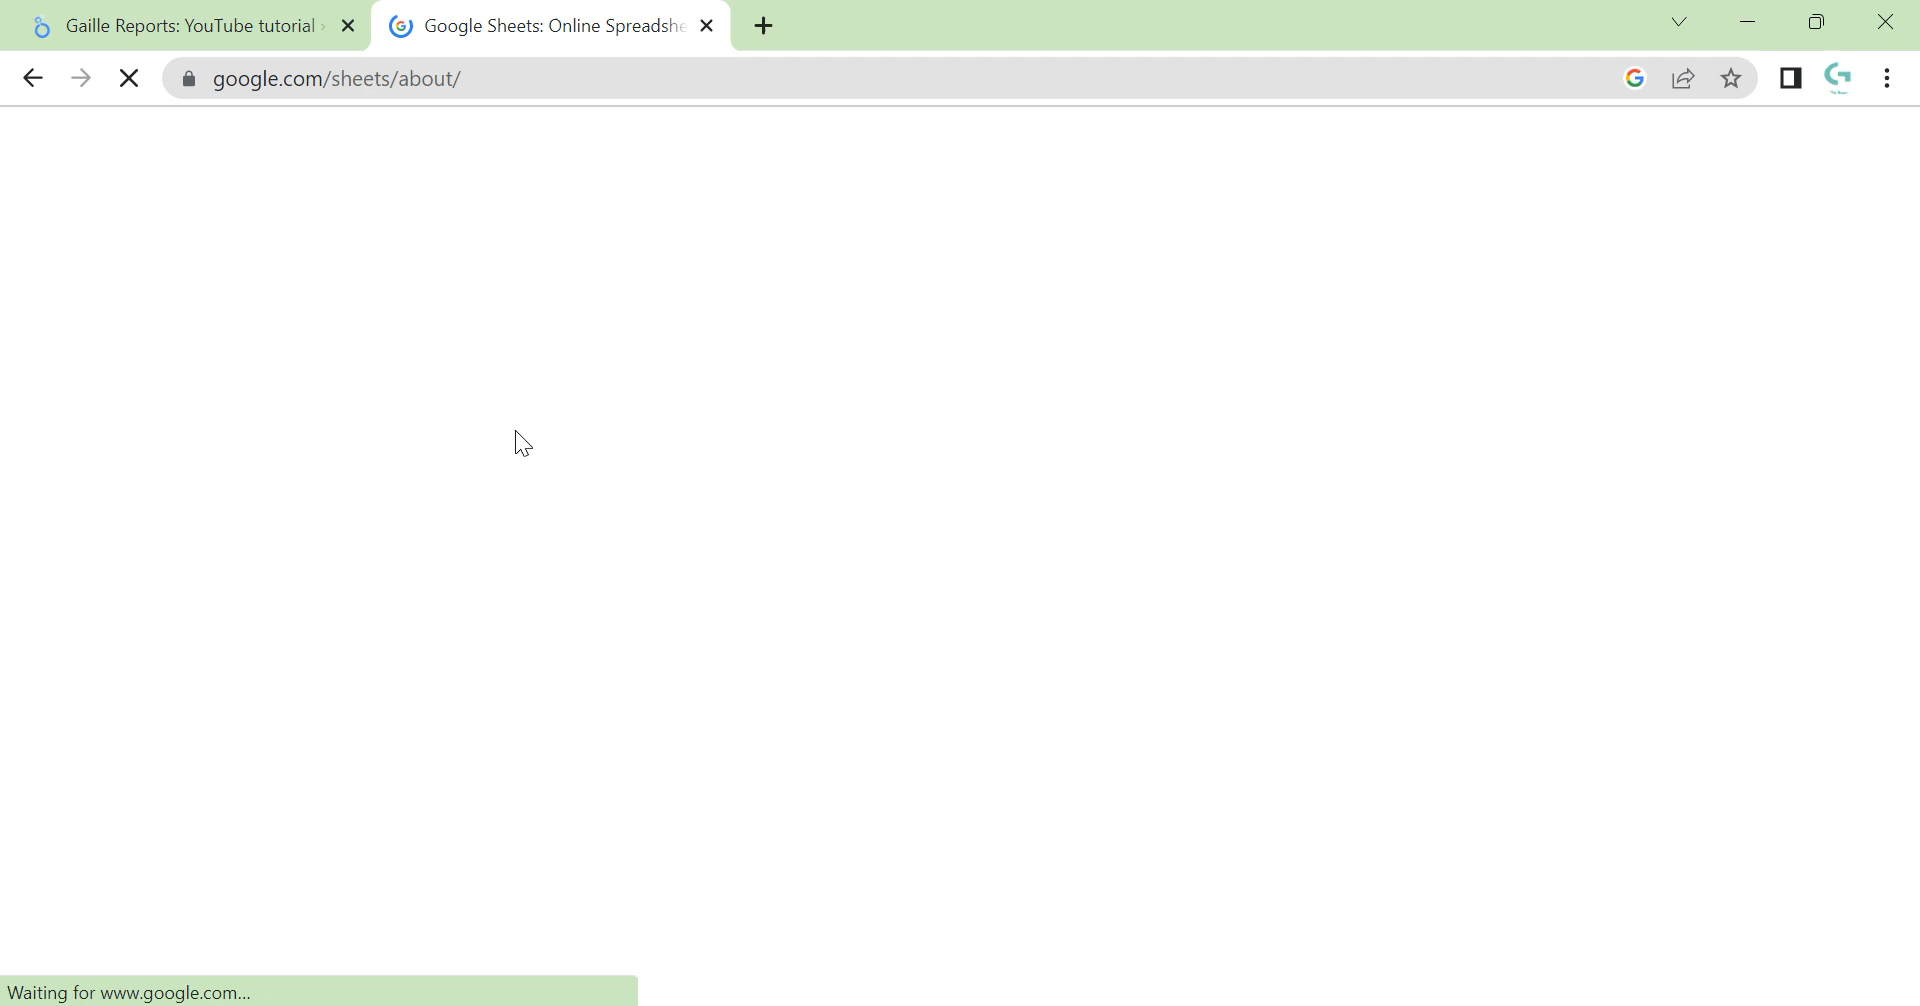 Gaille Reports: YouTube tutorial
Google Sheets: Online Spreadshe
google.com/sheets/about/
Waiting for www.google.com...